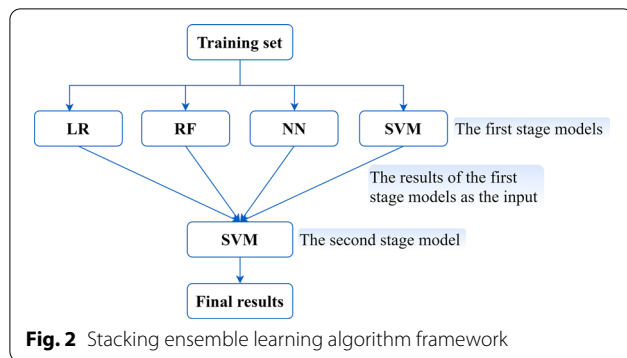 Training set
LR RF NN SVM The first stage models
The results of the first
stage models as the input
SVM The second stage model
Final results
Fig. 2 Stacking ensemble learning algorithm framework